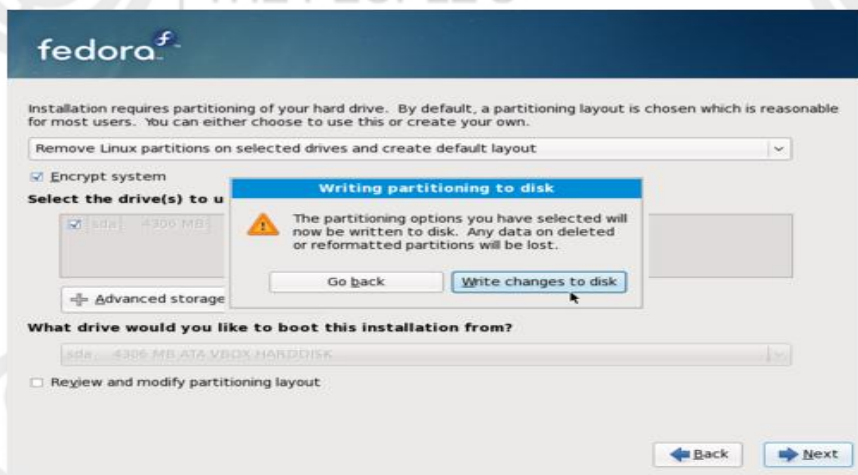 THE PEOPLE'S
fedora
Installation requires partitioning of your hard drive. By default, a partitioning layout is chosen which is reasonable
for most users. You can either choose to use this or create your own.
Remove Linux partitions on selected drives and create default layout
Encrypt system
Select the drive(s) to u
sda 4306 MB
Writing partitioning to disk
The partitioning options you have selected will
now be written to disk. Any data on deleted
or reformatted partitions will be lost.
Go back
Write changes to disk
Advanced storage
What drive would you like to boot this installation from?
sda 4306 MB ATA VBOX HARDDISK
Review and modify partitioning layout
Back
Next